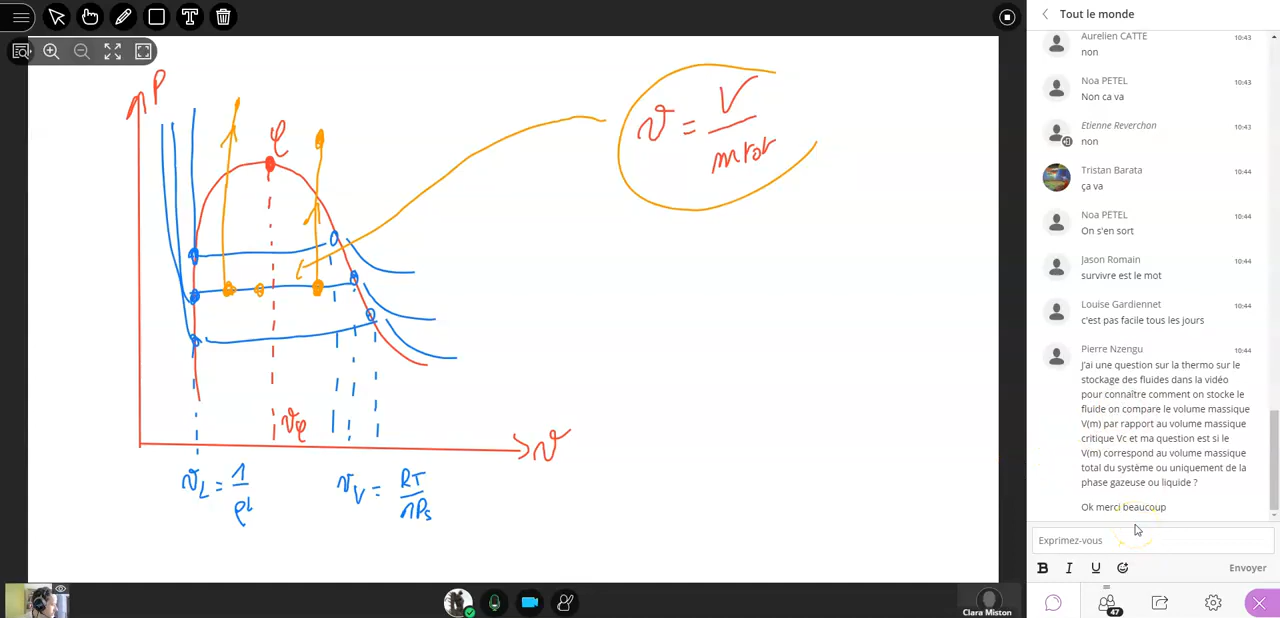 T
P
φ
v = V
m tot
v
vφ
vL = 1
ρL
vV = RT
MPs
Clara Miston
Tout le monde
Aurelien CATTE 10:43
non
Noa PETEL 10:43
Non ca va
Etienne Reverchon 10:43
non
Tristan Barata 10:44
ça va
Noa PETEL 10:44
On s'en sort
Jason Romain 10:44
survivre est le mot
Louise Gardiennet 10:44
c'est pas facile tous les jours
Pierre Nzengu 10:44
J'ai une question sur la thermo sur le
stockage des fluides dans la vidéo
pour connaître comment on stocke le
fluide on compare le volume massique
V(m) par rapport au volume massique
critique Vc et ma question est si le
V(m) correspond au volume massique
total du système ou uniquement de la
phase gazeuse ou liquide ?
Ok merci beaucoup
Exprimez-vous
B I U Envoyer
47